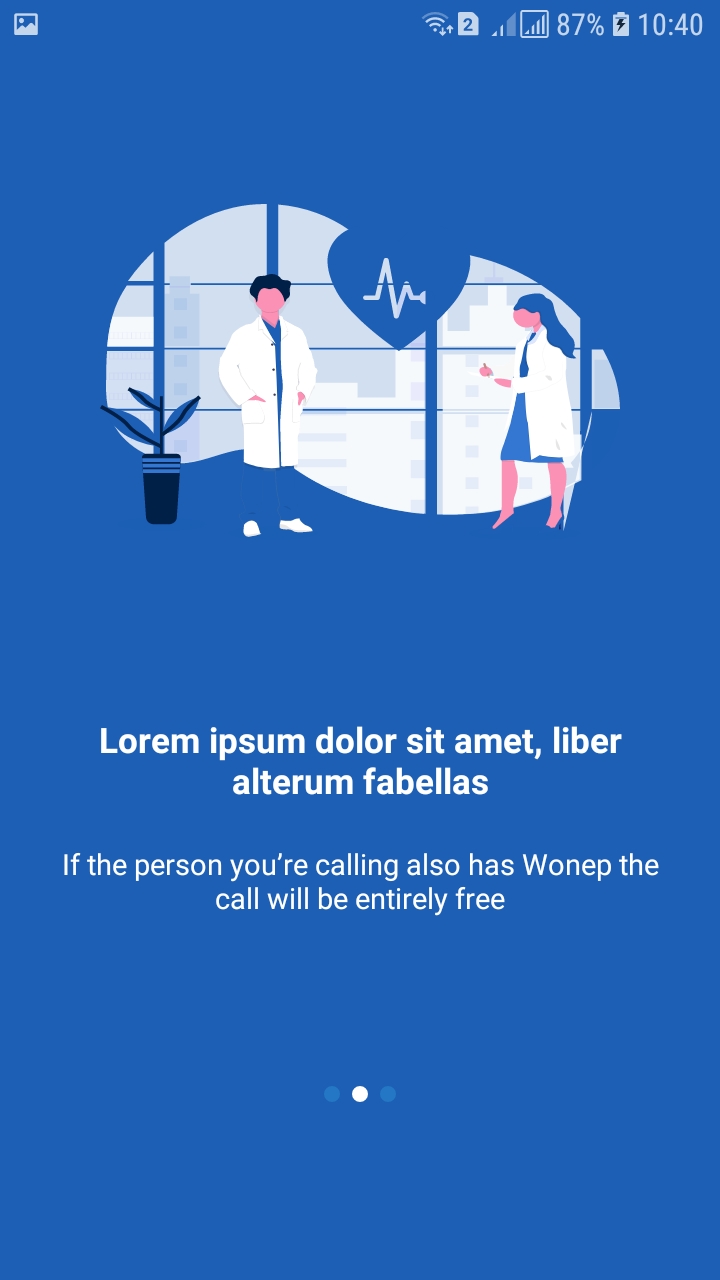 2 87% 10:40
Lorem ipsum dolor sit amet, liber
alterum fabellas
If the person you’re calling also has Wonep the
call will be entirely free